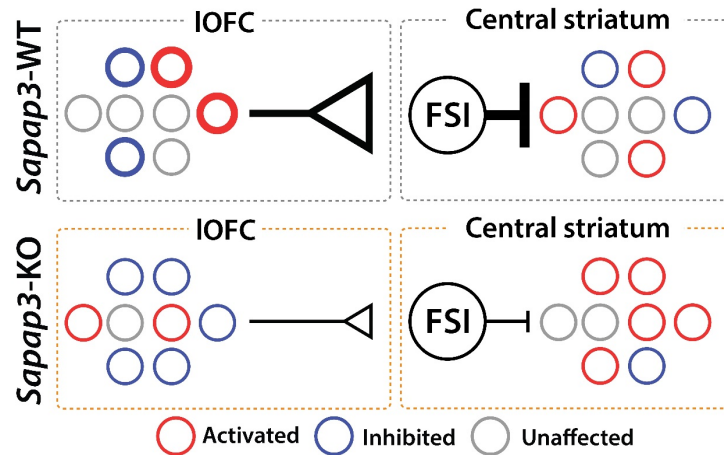 Sapap3-WT
lOFC
Central striatum
FSI
Sapap3-KO
lOFC
Central striatum
FSI
Activated
Inhibited
Unaffected